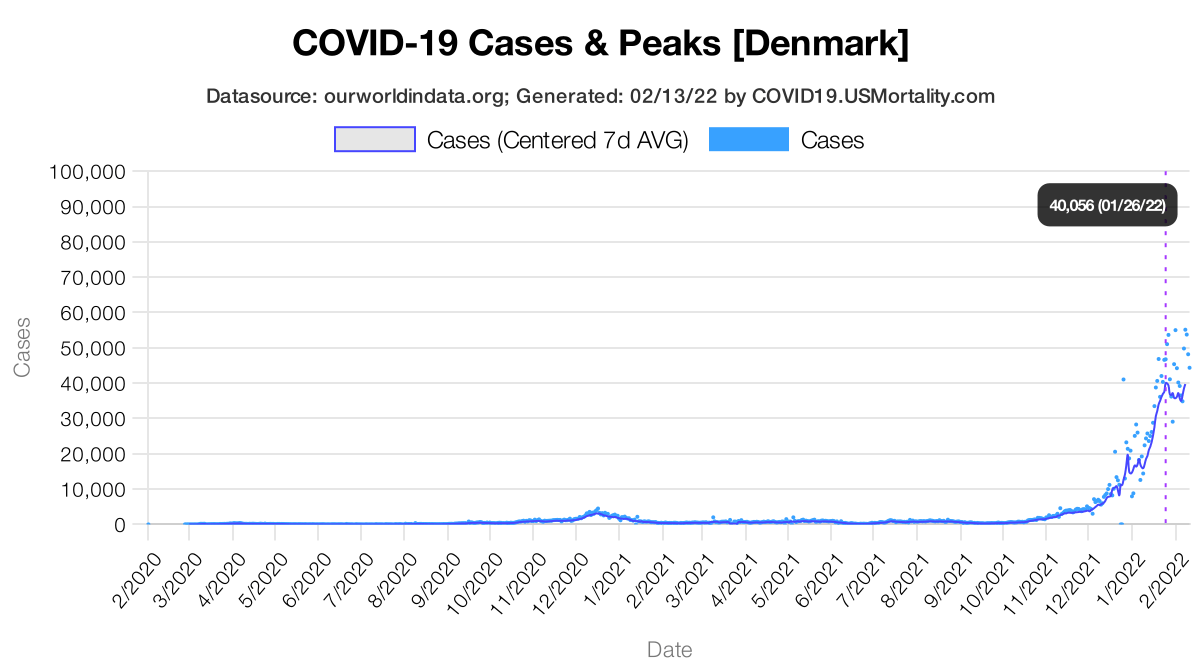 COVID-19 Cases & Peaks [Denmark]
Datasource: ourworldindata.org; Generated: 02/13/22 by COVID19.USMortality.com
Cases (Centered 7d AVG) Cases
100,000
90,000
80,000
70,000
60,000
50,000
40,000
30,000
20,000
10,000
0
Cases
40,056 (01/26/22)
2/2020 3/2020 4/2020 5/2020 6/2020 7/2020 8/2020 9/2020 10/2020 11/2020 12/2020 1/2021 2/2021 3/2021 4/2021 5/2021 6/2021 7/2021 8/2021 9/2021 10/2021 11/2021 12/2021 1/2022 2/2022
Date